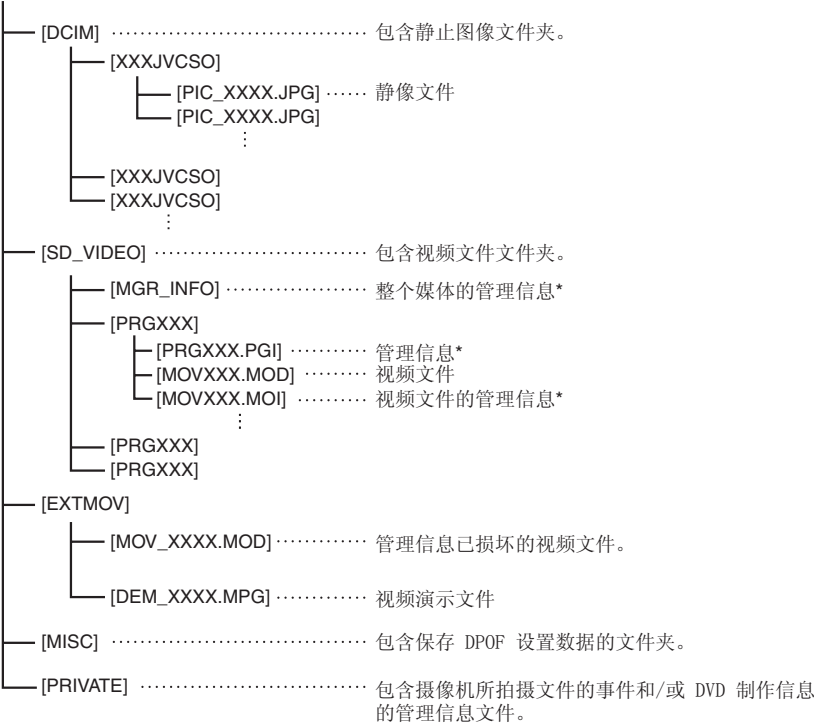 [DCIM] 包含静止图像文件夹。
[XXXJVCSO]
[PIC_XXXX.JPG] 静像文件
[PIC_XXXX.JPG]
[XXXJVCSO]
[XXXJVCSO]
[SD_VIDEO] 包含视频文件文件夹。
[MGR_INFO] 整个媒体的管理信息*
[PRGXXX]
[PRGXXX.PGI] 管理信息*
[MOVXXX.MOD] 视频文件
[MOVXXX.MOI] 视频文件的管理信息*
[PRGXXX]
[PRGXXX]
[EXTMOV]
[MOV_XXXX.MOD] 管理信息已损坏的视频文件。
[DEM_XXXX.MPG] 视频演示文件
[MISC] 包含保存 DPOF 设置数据的文件夹。
[PRIVATE] 包含摄像机所拍摄文件的事件和/或 DVD 制作信息
的管理信息文件。